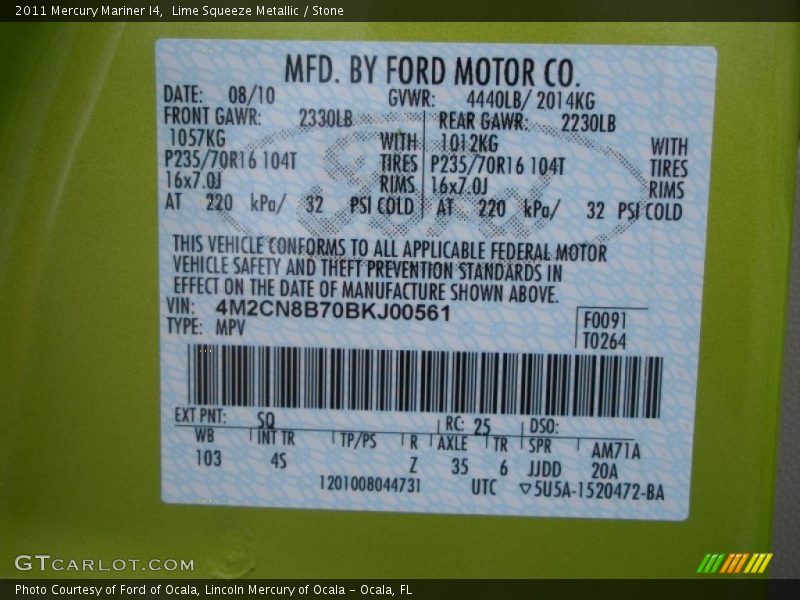 2011 Mercury Mariner I4,  Lime Squeeze Metallic / Stone
MFD. BY FORD MOTOR CO.
DATE: 08/10 GVWR: 4440LB/ 2014KG
FRONT GAWR: 2330LB REAR GAWR: 2230LB
1057KG WITH 1012KG WITH
P235/70R16 104T TIRES P235/70R16 104T TIRES
16x7.0J RIMS 16x7.0J RIMS
AT 220 kPa/ 32 PSI COLD AT 220 kPa/ 32 PSI COLD
THIS VEHICLE CONFORMS TO ALL APPLICABLE FEDERAL MOTOR
VEHICLE SAFETY AND THEFT PREVENTION STANDARDS IN
EFFECT ON THE DATE OF MANUFACTURE SHOWN ABOVE.
VIN: 4M2CN8B70BKJ00561
TYPE: MPV
F0091
T0264
EXT PNT: SQ RC: 25 DSO:
WB INT TR TP/PS R AXLE TR SPR AM71A
103 4S Z 35 6 JJDD 20A
1201008044731 UTC ▽5U5A-1520472-BA
GTCARLOT.COM
Photo Courtesy of Ford of Ocala, Lincoln Mercury of Ocala - Ocala, FL